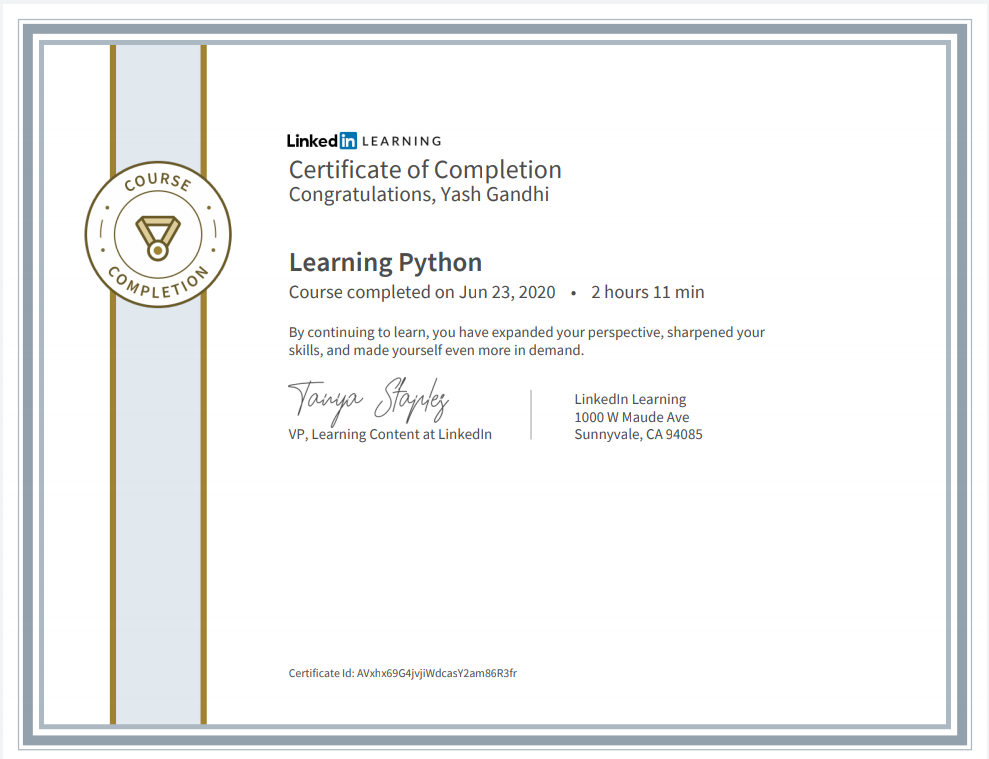 COURSE
COMPLETION
Linked in LEARNING
Certificate of Completion
Congratulations, Yash Gandhi
Learning Python
Course completed on Jun 23, 2020 • 2 hours 11 min
By continuing to learn, you have expanded your perspective, sharpened your
skills, and made yourself even more in demand.
Tanya Staples
VP, Learning Content at LinkedIn
LinkedIn Learning
1000 W Maude Ave
Sunnyvale, CA 94085
Certificate Id: AVxhx69G4jvjiWdcasY2am86R3fr